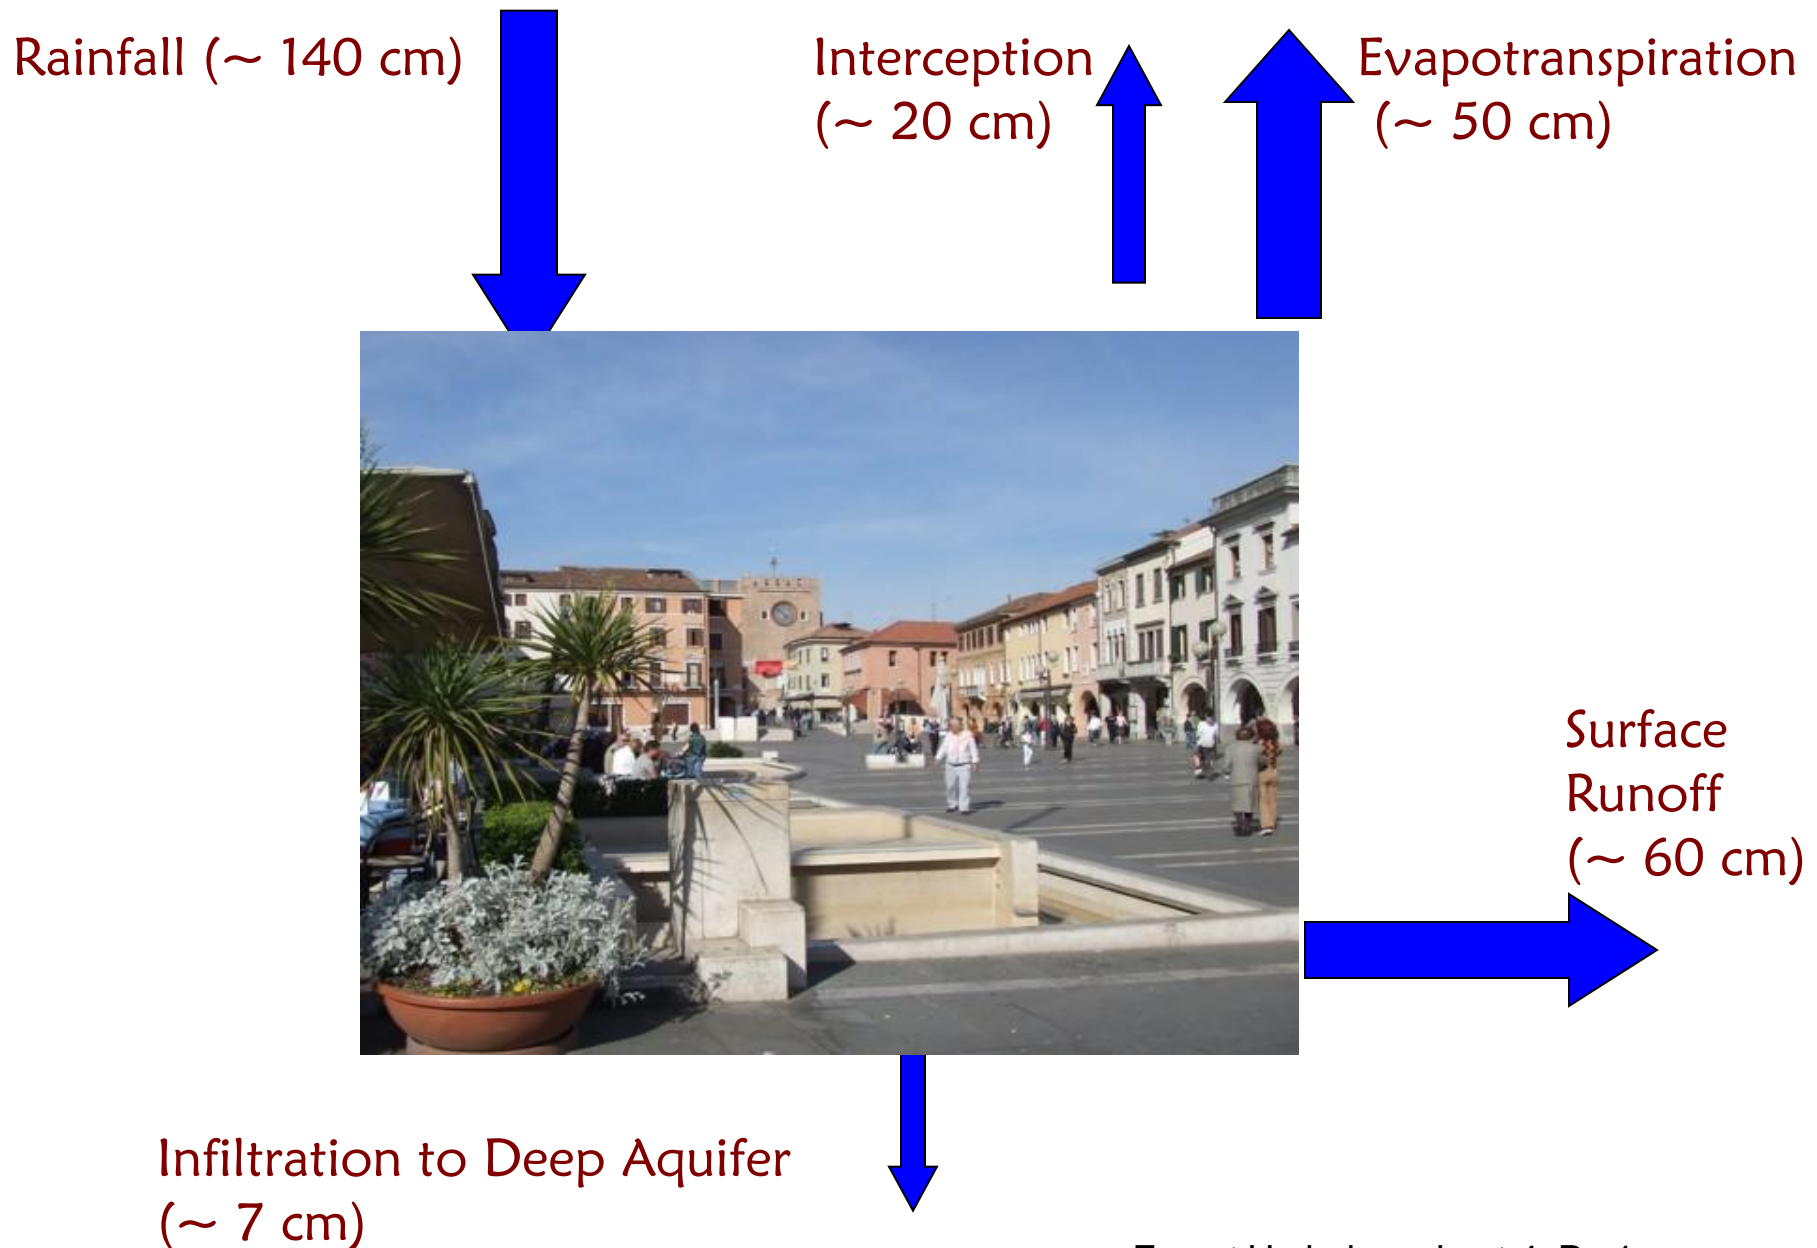 Rainfall (~ 140 cm)
Interception
(~ 20 cm)
Evapotranspiration
(~ 50 cm)
Surface
Runoff
(~ 60 cm)
Infiltration to Deep Aquifer
(~ 7 cm)